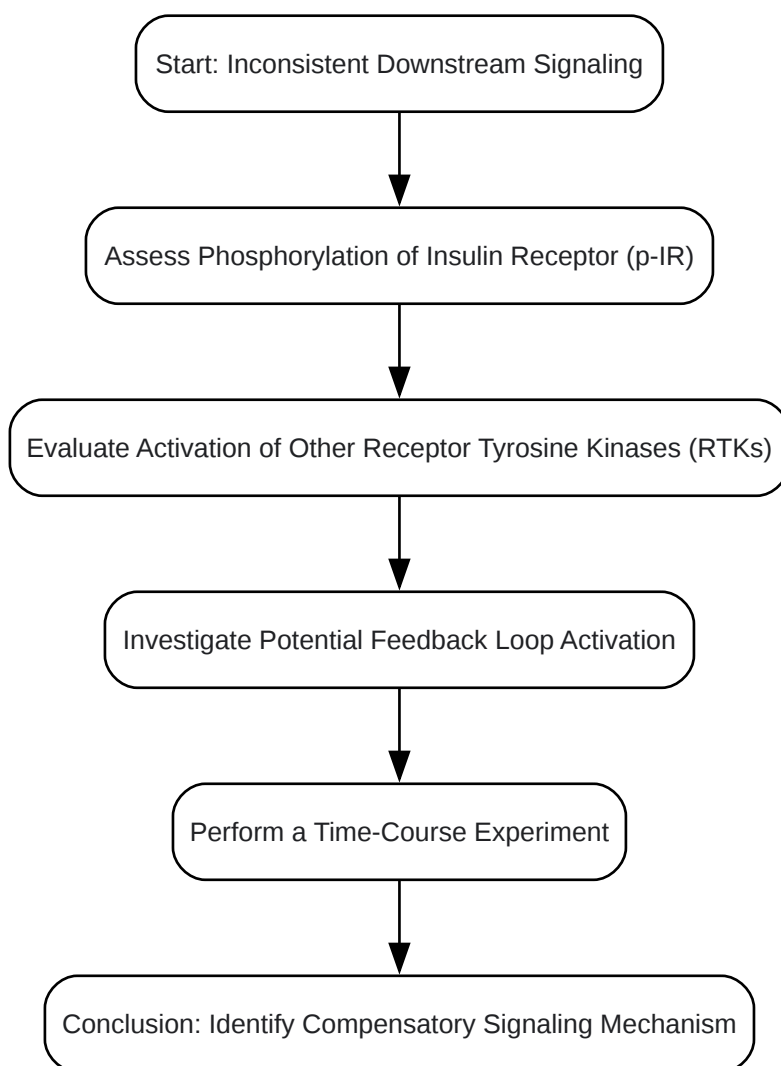 Start: Inconsistent Downstream Signaling
Assess Phosphorylation of Insulin Receptor (p-IR)
Evaluate Activation of Other Receptor Tyrosine Kinases (RTKs)
Investigate Potential Feedback Loop Activation
Perform a Time-Course Experiment
Conclusion: Identify Compensatory Signaling Mechanism